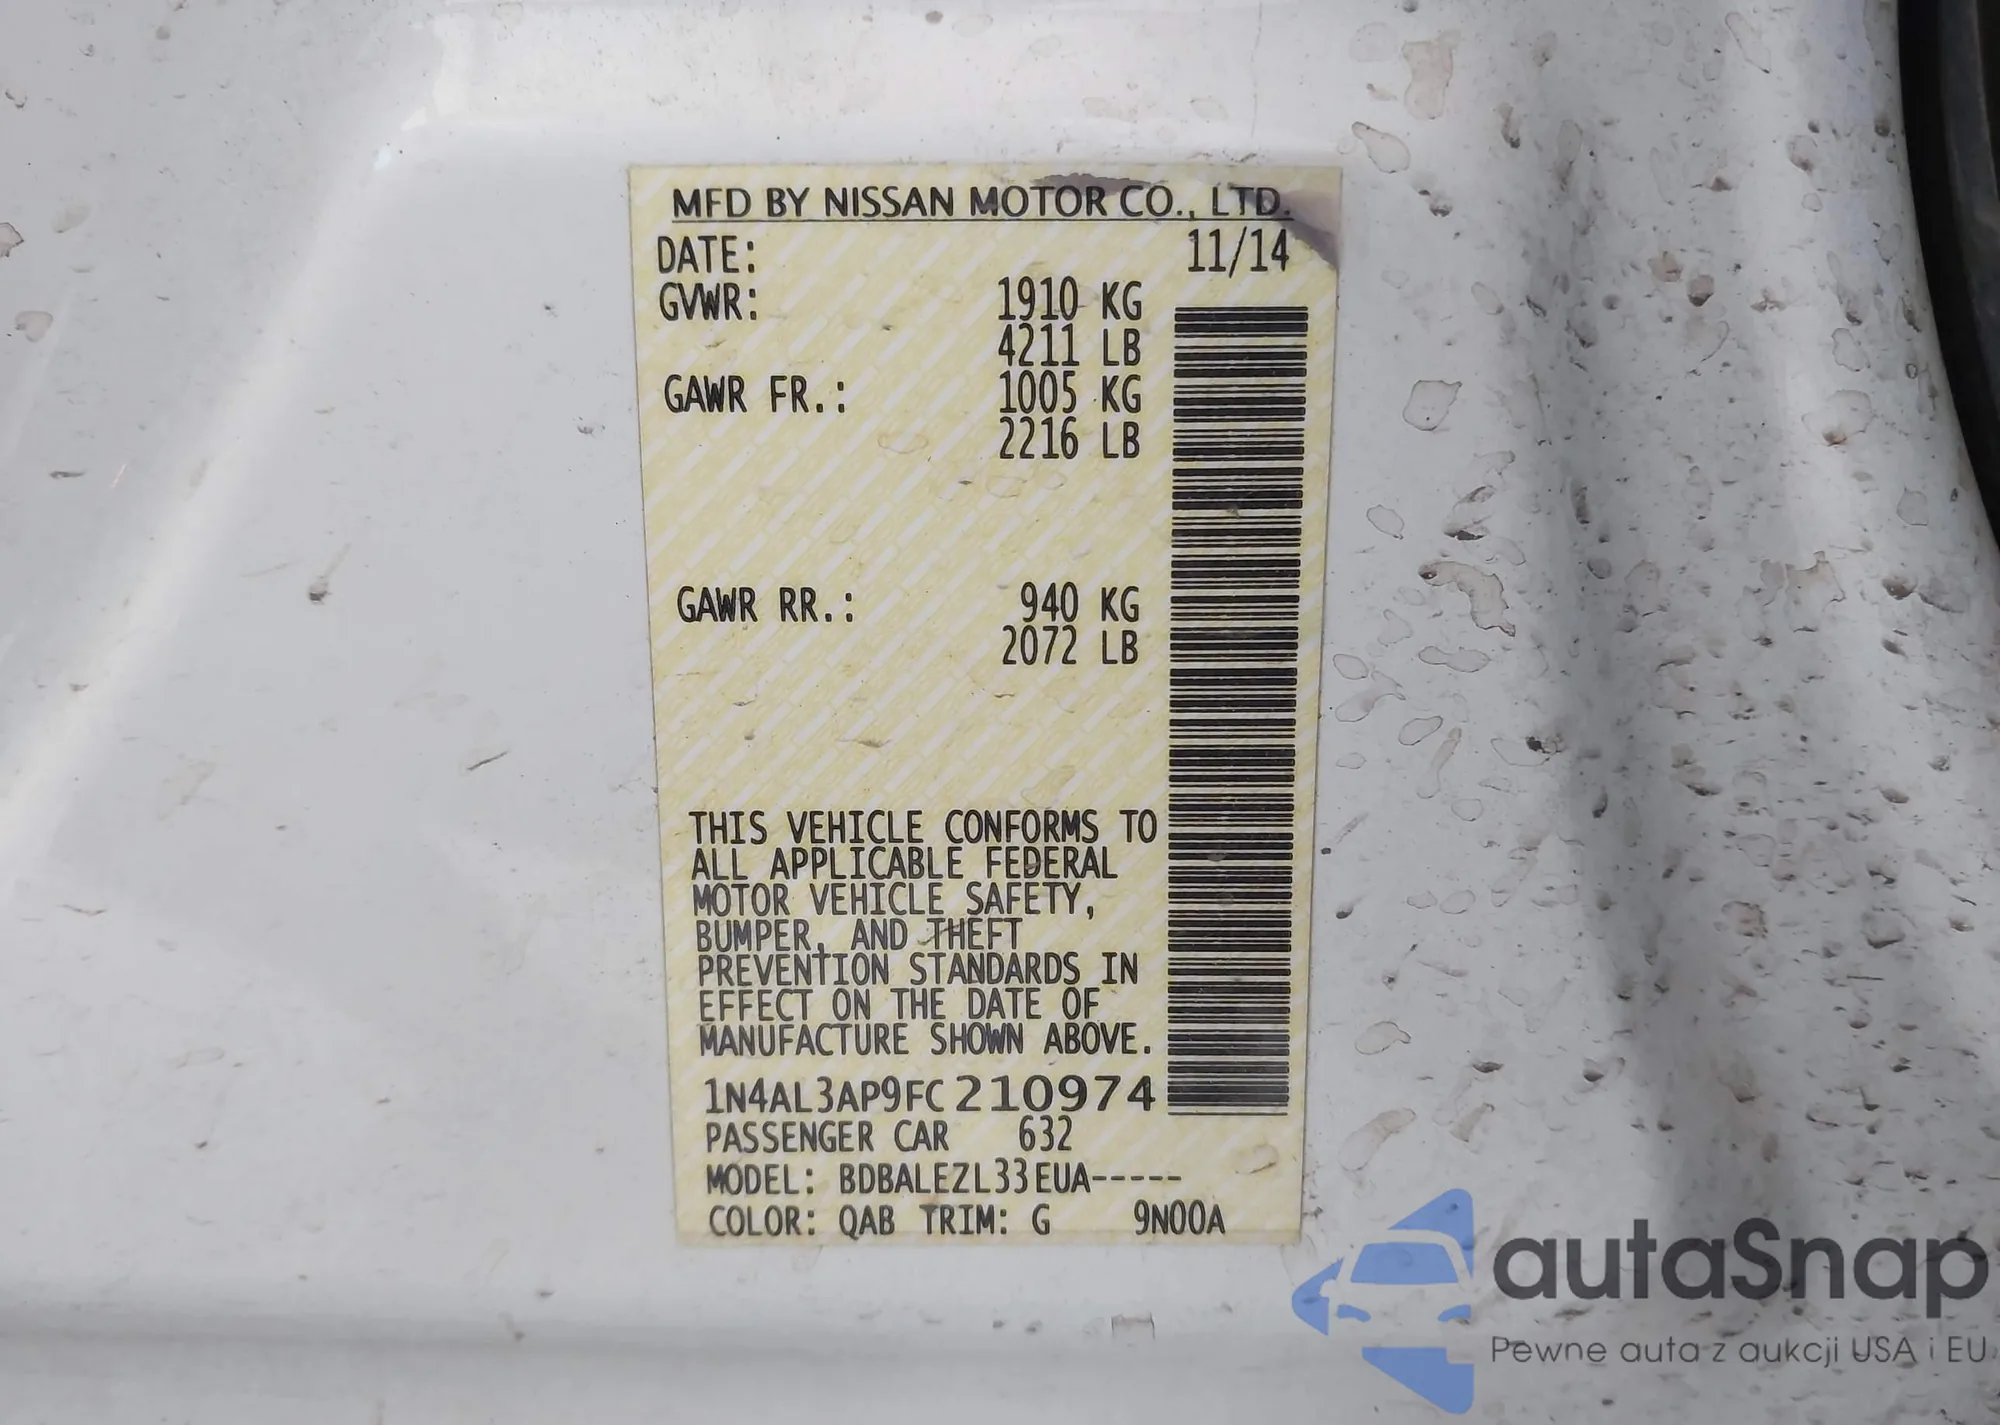 MFD BY NISSAN MOTOR CO., LTD.
DATE: 11/14
GVWR: 1910 KG
4211 LB
GAWR FR.: 1005 KG
2216 LB
GAWR RR.: 940 KG
2072 LB
THIS VEHICLE CONFORMS TO
ALL APPLICABLE FEDERAL
MOTOR VEHICLE SAFETY,
BUMPER, AND THEFT
PREVENTION STANDARDS IN
EFFECT ON THE DATE OF
MANUFACTURE SHOWN ABOVE.
1N4AL3AP9FC210974
PASSENGER CAR 632
MODEL: BDBALEZL33EUA-----
COLOR: QAB TRIM: G 9N00A
autaSnap
Pewne auta z aukcji USA i EU